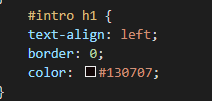 #intro h1 {
text-align: left;
border: 0;
color: #130707;
}